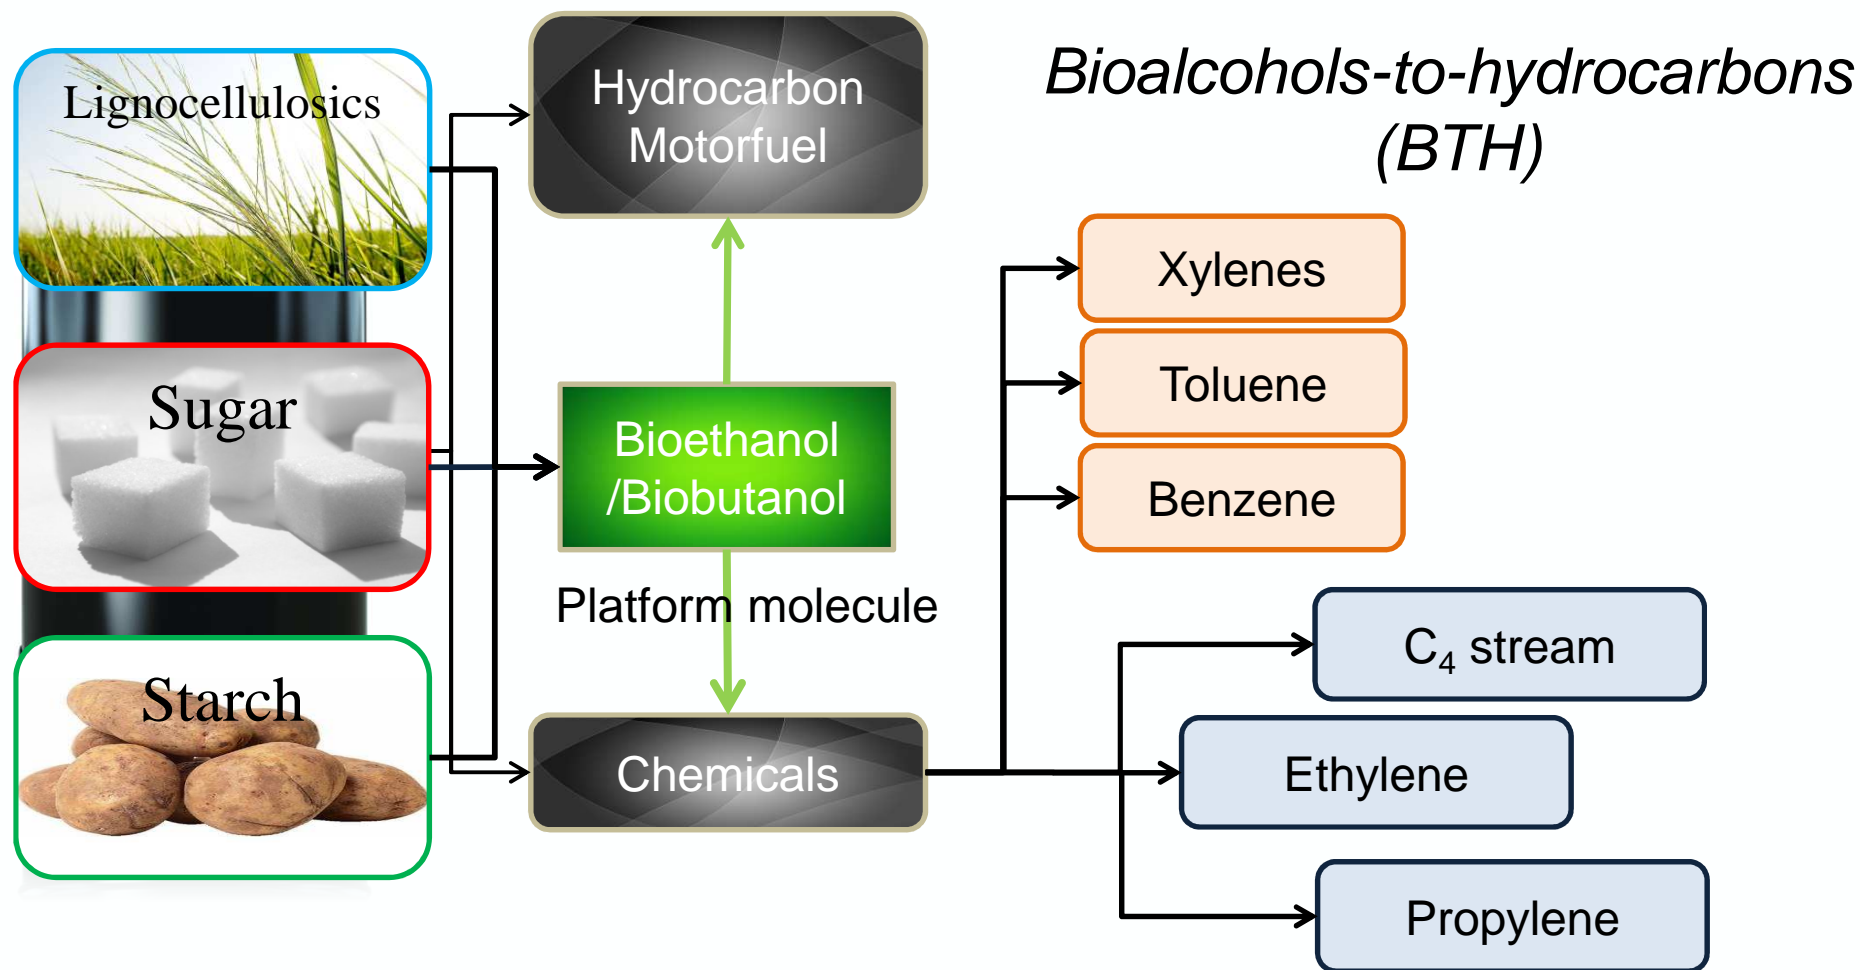 Bioalcohols-to-hydrocarbons
(BTH)
Lignocellulosics
Sugar
Starch
Hydrocarbon
Motorfuel
Bioethanol
/Biobutanol
Platform molecule
Chemicals
Xylenes
Toluene
Benzene
C₄ stream
Ethylene
Propylene